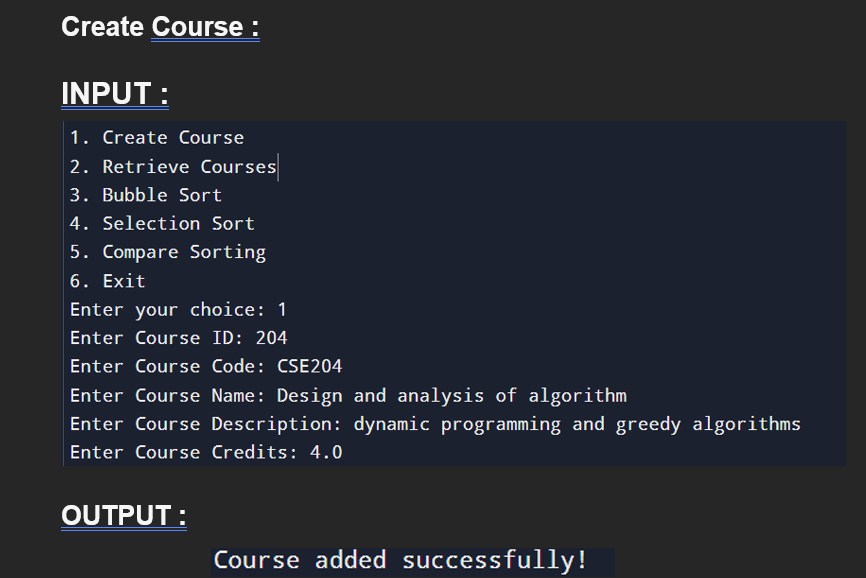 Create Course :
INPUT :
1. Create Course
2. Retrieve Courses
3. Bubble Sort
4. Selection Sort
5. Compare Sorting
6. Exit
Enter your choice: 1
Enter Course ID: 204
Enter Course Code: CSE204
Enter Course Name: Design and analysis of algorithm
Enter Course Description: dynamic programming and greedy algorithms
Enter Course Credits: 4.0
OUTPUT :
Course added successfully!